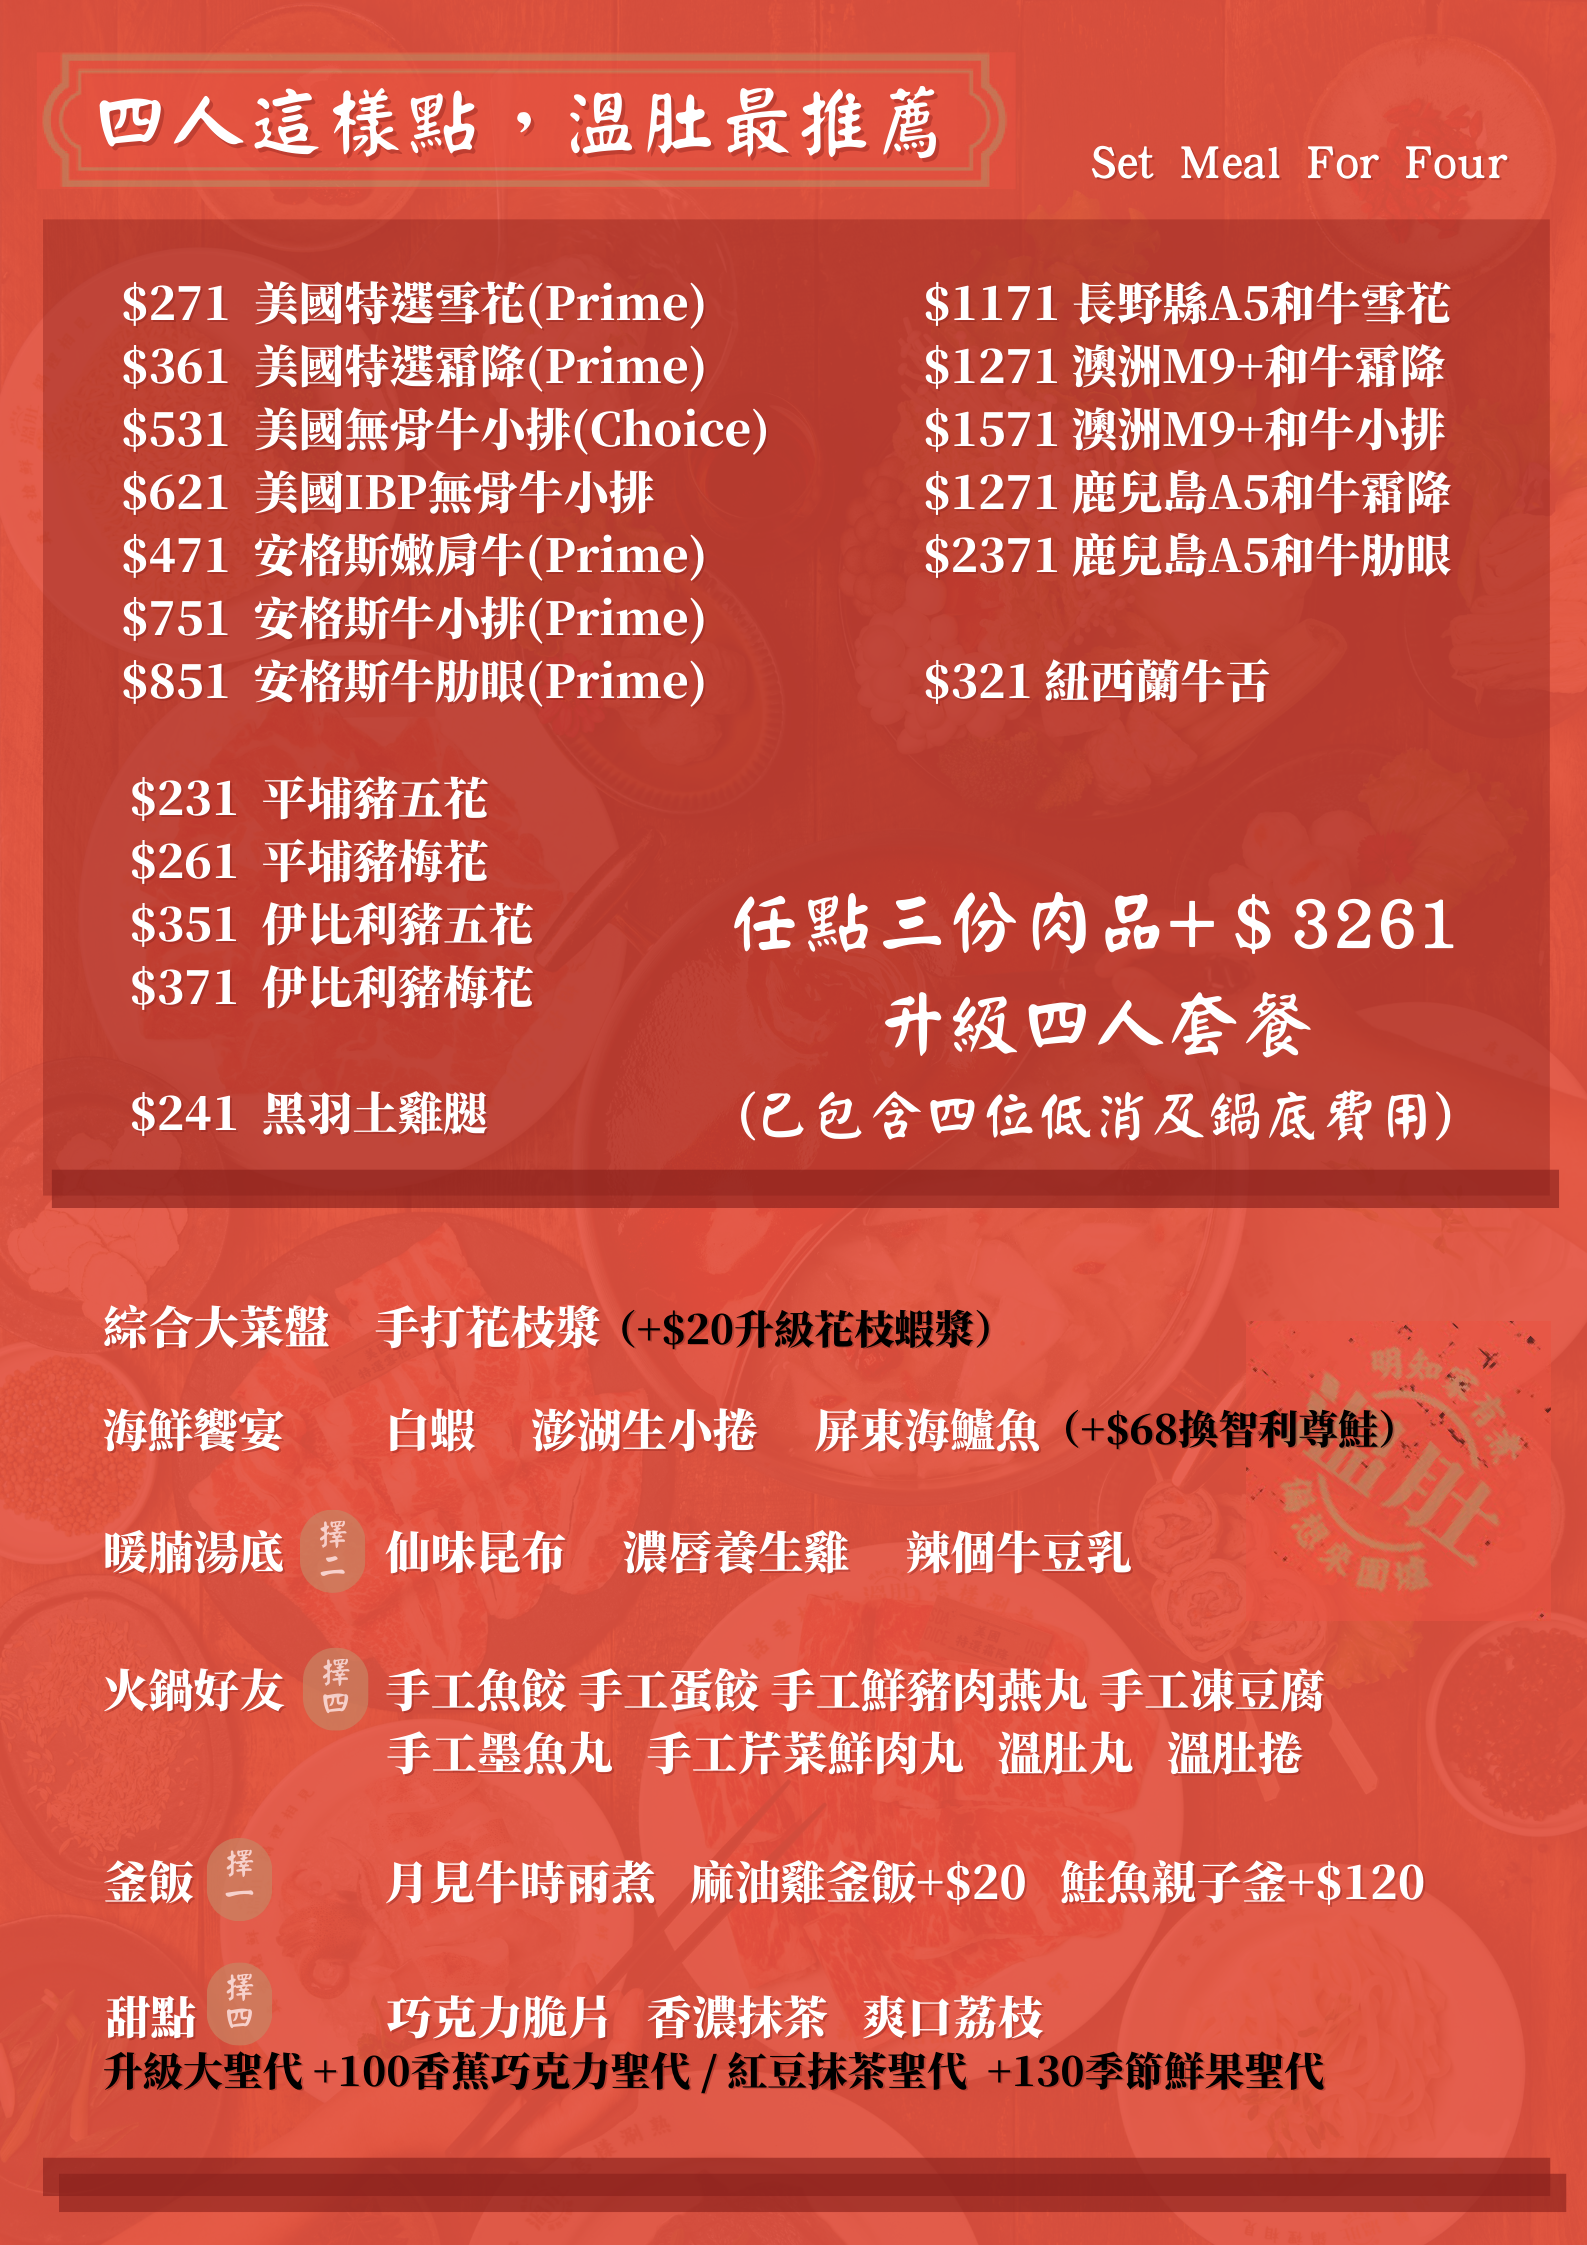 四人這樣點，溫肚最推薦
Set Meal For Four
$271 美國特選雪花(Prime)
$361 美國特選霜降(Prime)
$531 美國無骨牛小排(Choice)
$621 美國IBP無骨牛小排
$471 安格斯嫩肩牛(Prime)
$751 安格斯牛小排(Prime)
$851 安格斯牛肋眼(Prime)
$1171 長野縣A5和牛雪花
$1271 澳洲M9+和牛霜降
$1571 澳洲M9+和牛小排
$1271 鹿兒島A5和牛霜降
$2371 鹿兒島A5和牛肋眼
$321 紐西蘭牛舌
$231 平埔豬五花
$261 平埔豬梅花
$351 伊比利豬五花
$371 伊比利豬梅花
$241 黑羽土雞腿
任點三份肉品+$3261
升級四人套餐
(已包含四位低消及鍋底費用)
綜合大菜盤 手打花枝漿 (+$20升級花枝蝦漿)
海鮮饗宴 白蝦 澎湖生小捲 屏東海鱸魚 (+$68換智利尊鮭)
明知家有煮
溫肚
偏想來圍爐
暖腩湯底 擇二 仙味昆布 濃唇養生雞 辣個牛豆乳
火鍋好友 擇四 手工魚餃 手工蛋餃 手工鮮豬肉燕丸 手工凍豆腐
手工墨魚丸 手工芹菜鮮肉丸 溫肚丸 溫肚捲
釜飯 擇一 月見牛時雨煮 麻油雞釜飯+$20 鮭魚親子釜+$120
甜點 擇四 巧克力脆片 香濃抹茶 爽口荔枝
升級大聖代 +100香蕉巧克力聖代 / 紅豆抹茶聖代 +130季節鮮果聖代